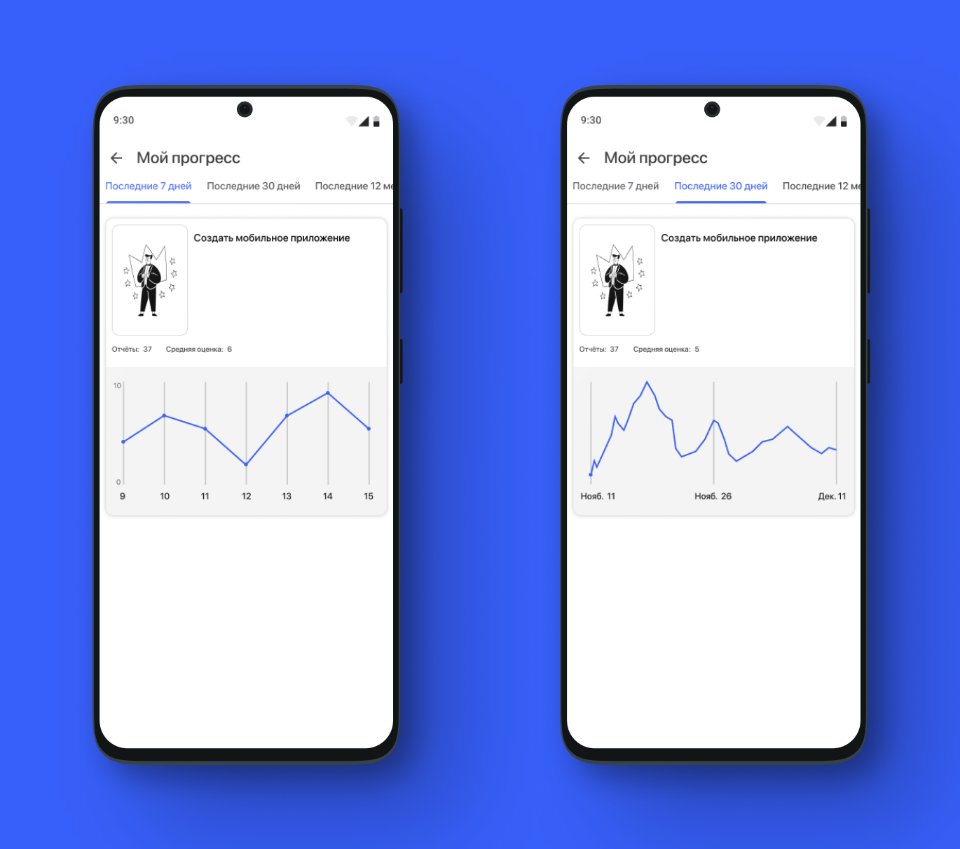 9:30
Мой прогресс
Последние 7 дней Последние 30 дней Последние 12 ме
Создать мобильное приложение
Отчёты: 37 Средняя оценка: 6
10
0
9 10 11 12 13 14 15
9:30
Мой прогресс
Последние 7 дней Последние 30 дней Последние 12 ме
Создать мобильное приложение
Отчёты: 37 Средняя оценка: 5
Нояб. 11 Нояб. 26 Дек. 11